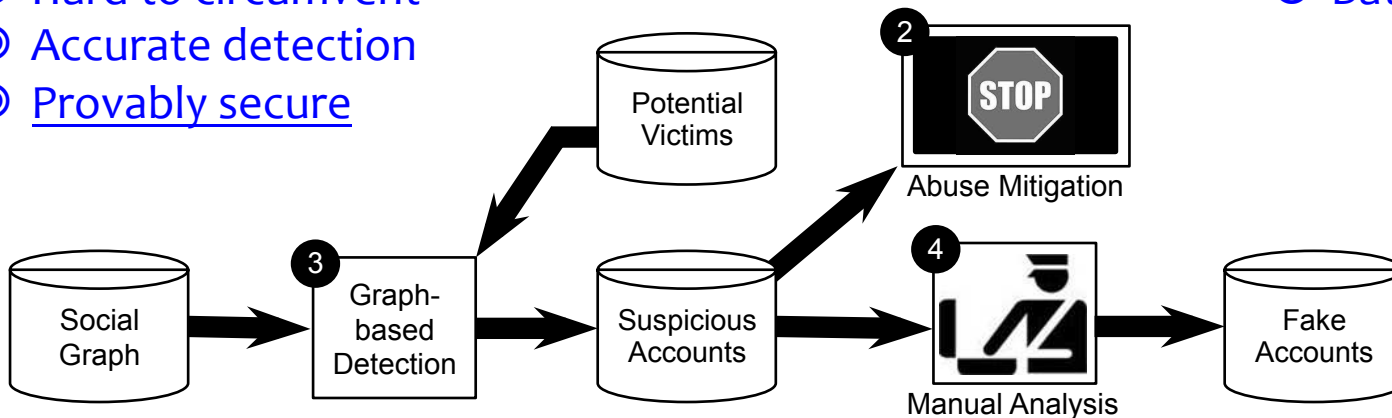 Accurate detection
Provably secure
2
STOP
Potential
Victims
Abuse Mitigation
3
4
Social
Graph
Graph-
based
Detection
Suspicious
Accounts
Fake
Accounts
Manual Analysis